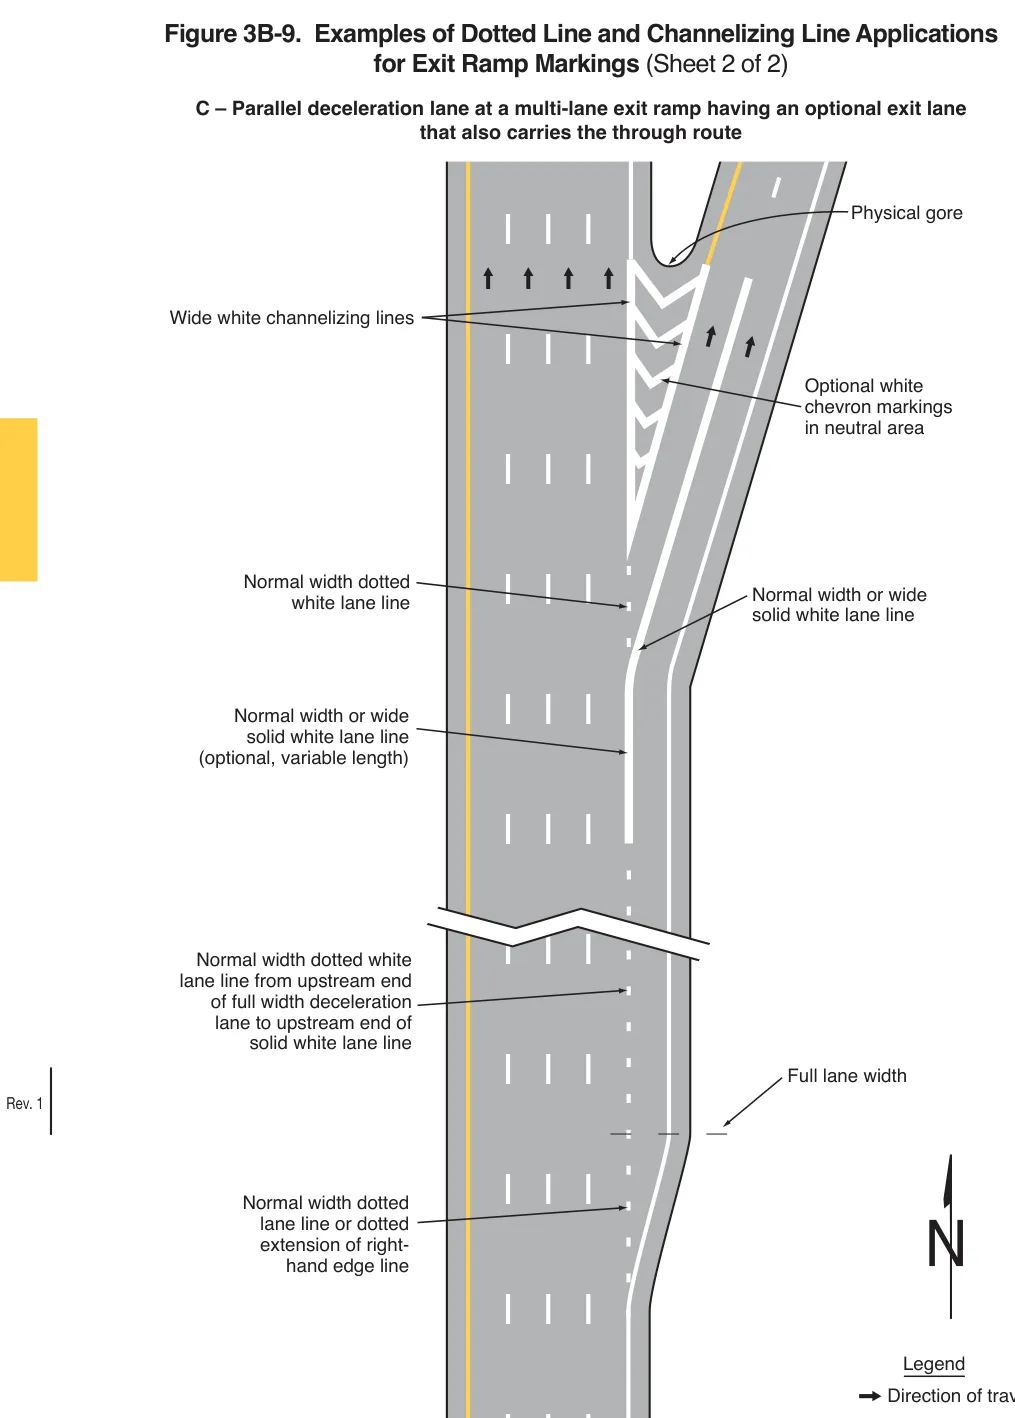 Figure 3B-9. Examples of Dotted Line and Channelizing Line Applications
for Exit Ramp Markings (Sheet 2 of 2)
C – Parallel deceleration lane at a multi-lane exit ramp having an optional exit lane
that also carries the through route
Physical gore
Wide white channelizing lines
Optional white
chevron markings
in neutral area
Normal width dotted
white lane line
Normal width or wide
solid white lane line
Normal width or wide
solid white lane line
(optional, variable length)
Normal width dotted white
lane line from upstream end
of full width deceleration
lane to upstream end of
solid white lane line
Full lane width
Rev. 1
Normal width dotted
lane line or dotted
extension of right-
hand edge line
N
Legend
Direction of trav